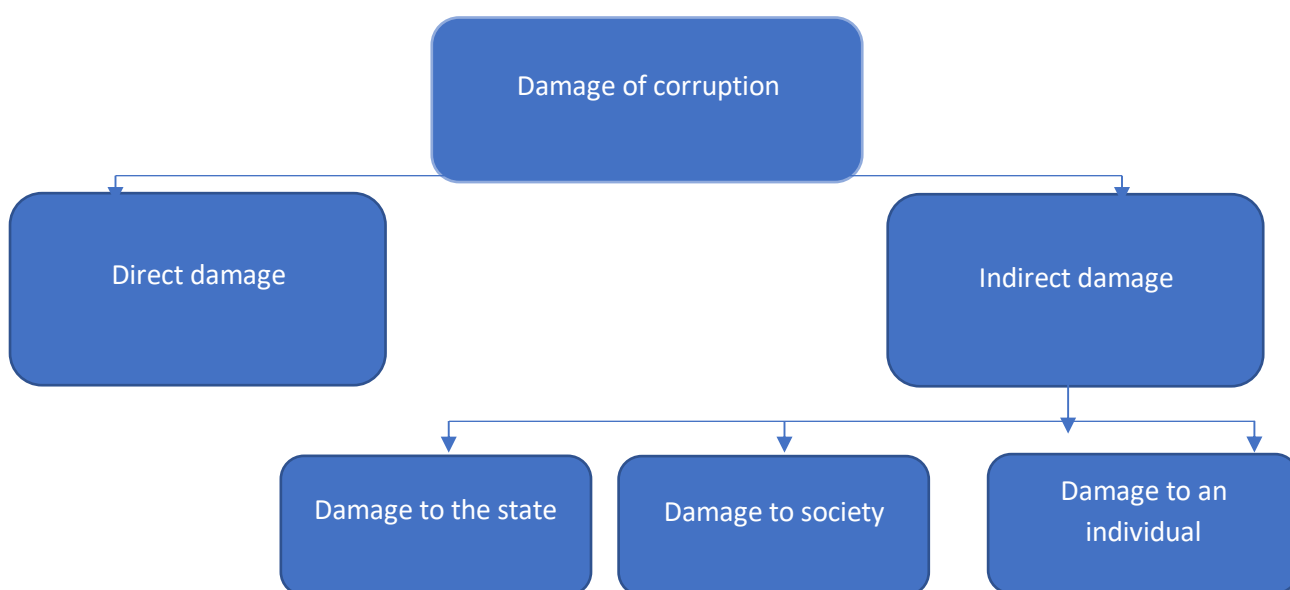 Damage of corruption
Direct damage
Indirect damage
Damage to the state
Damage to society
Damage to an
individual